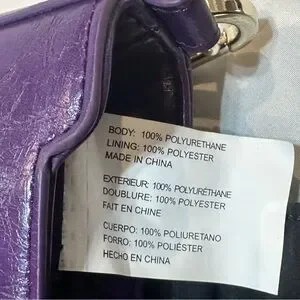 BODY: 100% POLYURETHANE
LINING: 100% POLYESTER
MADE IN CHINA
EXTERIEUR: 100% POLYURÉTHANE
DOUBLURE: 100% POLYESTER
FAIT EN CHINE
CUERPO: 100% POLIURETANO
FORRO: 100% POLIÉSTER
HECHO EN CHINA